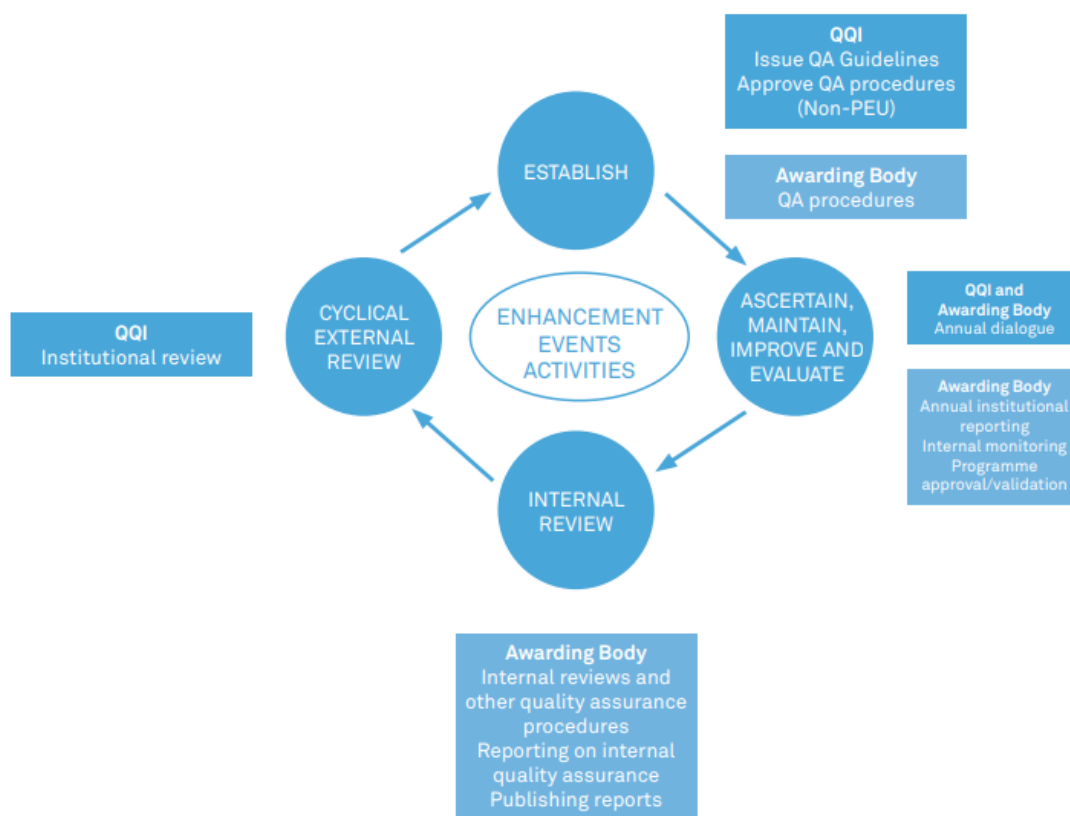 QQI
Issue QA Guidelines
Approve QA procedures
(Non-PEU)
ESTABLISH
Awarding Body
QA procedures
CYCLICAL
EXTERNAL
REVIEW
ENHANCEMENT
EVENTS
ACTIVITIES
ASCERTAIN,
MAINTAIN,
IMPROVE AND
EVALUATE
QQI and
Awarding Body
Annual dialogue
QQI
Institutional review
Awarding Body
Annual institutional
reporting
Internal monitoring
Programme
approval/validation
INTERNAL
REVIEW
Awarding Body
Internal reviews and
other quality assurance
procedures
Reporting on internal
quality assurance
Publishing reports